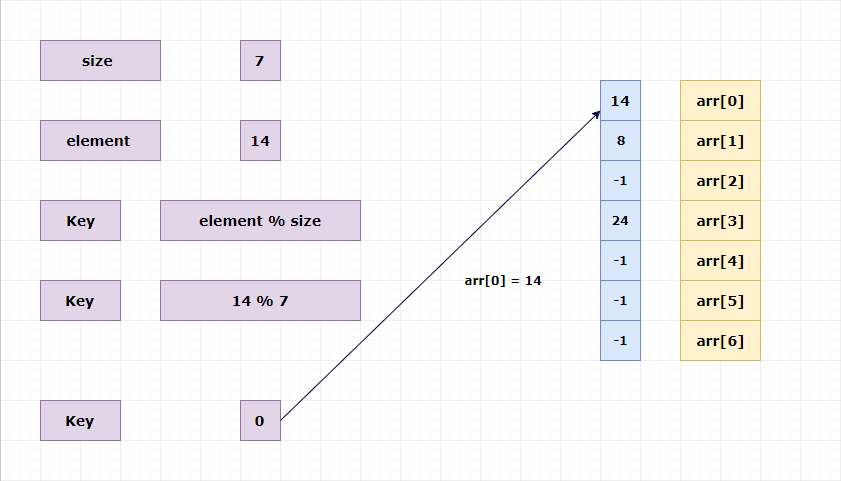 size 7
element 14
Key element % size
Key 14 % 7
Key 0
arr[0] = 14
14 arr[0]
8 arr[1]
-1 arr[2]
24 arr[3]
-1 arr[4]
-1 arr[5]
-1 arr[6]